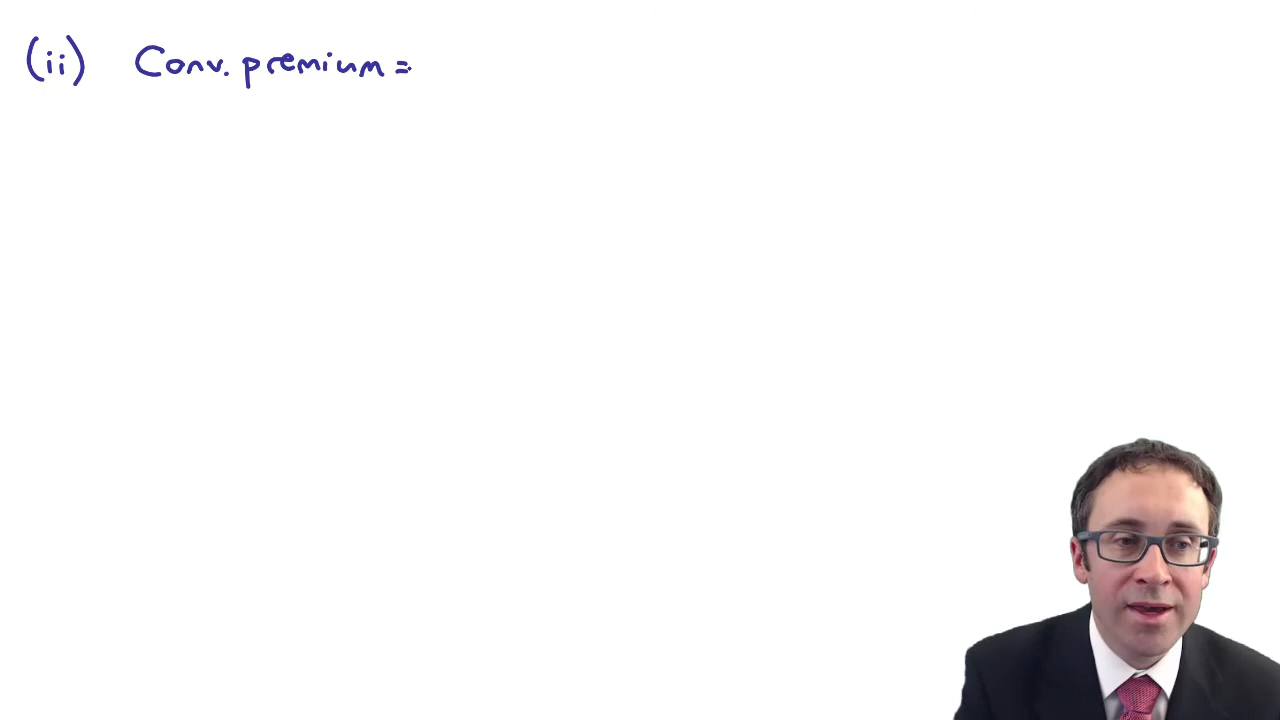 (ii) Conv. premium =